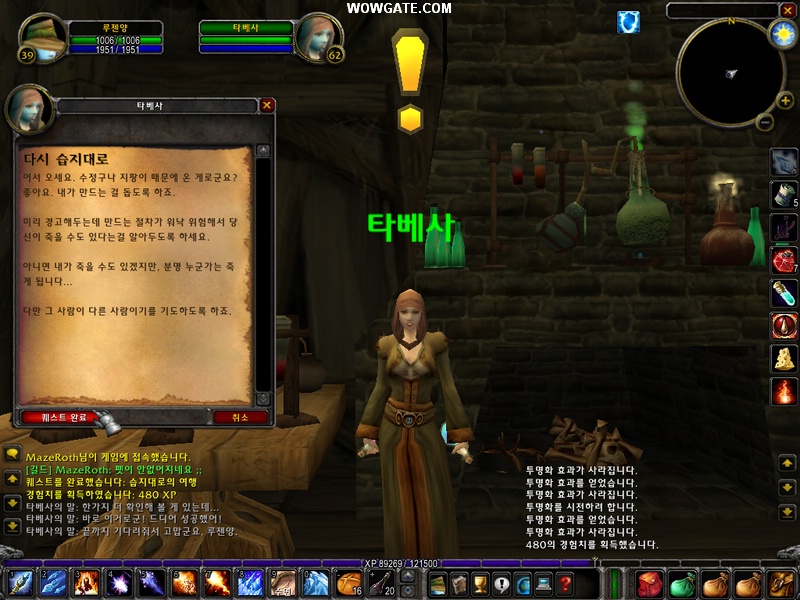 WOWGATE.COM
루젠양
1006 / 1006
1951 / 1951
39
타베사
62
N
타베사
다시 습지대로
어서 오세요. 수정구나 지팡이 때문에 온 게로군요?
좋아요. 내가 만드는 걸 돕도록 하죠.
미리 경고해두는데 만드는 절차가 워낙 위험해서 당
신이 죽을 수도 있다는걸 알아두도록 하세요.
아니면 내가 죽을 수도 있겠지만, 분명 누군가는 죽
게 됩니다...
다만 그 사람이 다른 사람이기를 기도하도록 하죠.
퀘스트 완료
취소
타베사
5
7
MazeRoth님이 게임에 접속했습니다.
[길드] MazeRoth: 펫이 안없어지네요 ;;
퀘스트를 완료했습니다: 습지대로의 여행
경험치를 획득하였습니다: 480 XP
타베사의 말: 한가지 더 확인해 볼 게 있는데...
타베사의 말: 바로 이거로군! 드디어 성공했어!
타베사의 말: 끝까지 기다려줘서 고맙군요, 루젠양.
투명화 효과가 사라집니다.
투명화 효과를 얻었습니다.
투명화 효과가 사라집니다.
투명화를 시전하려 합니다.
투명화 효과를 얻었습니다.
투명화 효과가 사라집니다.
480의 경험치를 획득했습니다.
XP 89269 / 121500
2 3 4 5 6 7 8 9 0
16
20